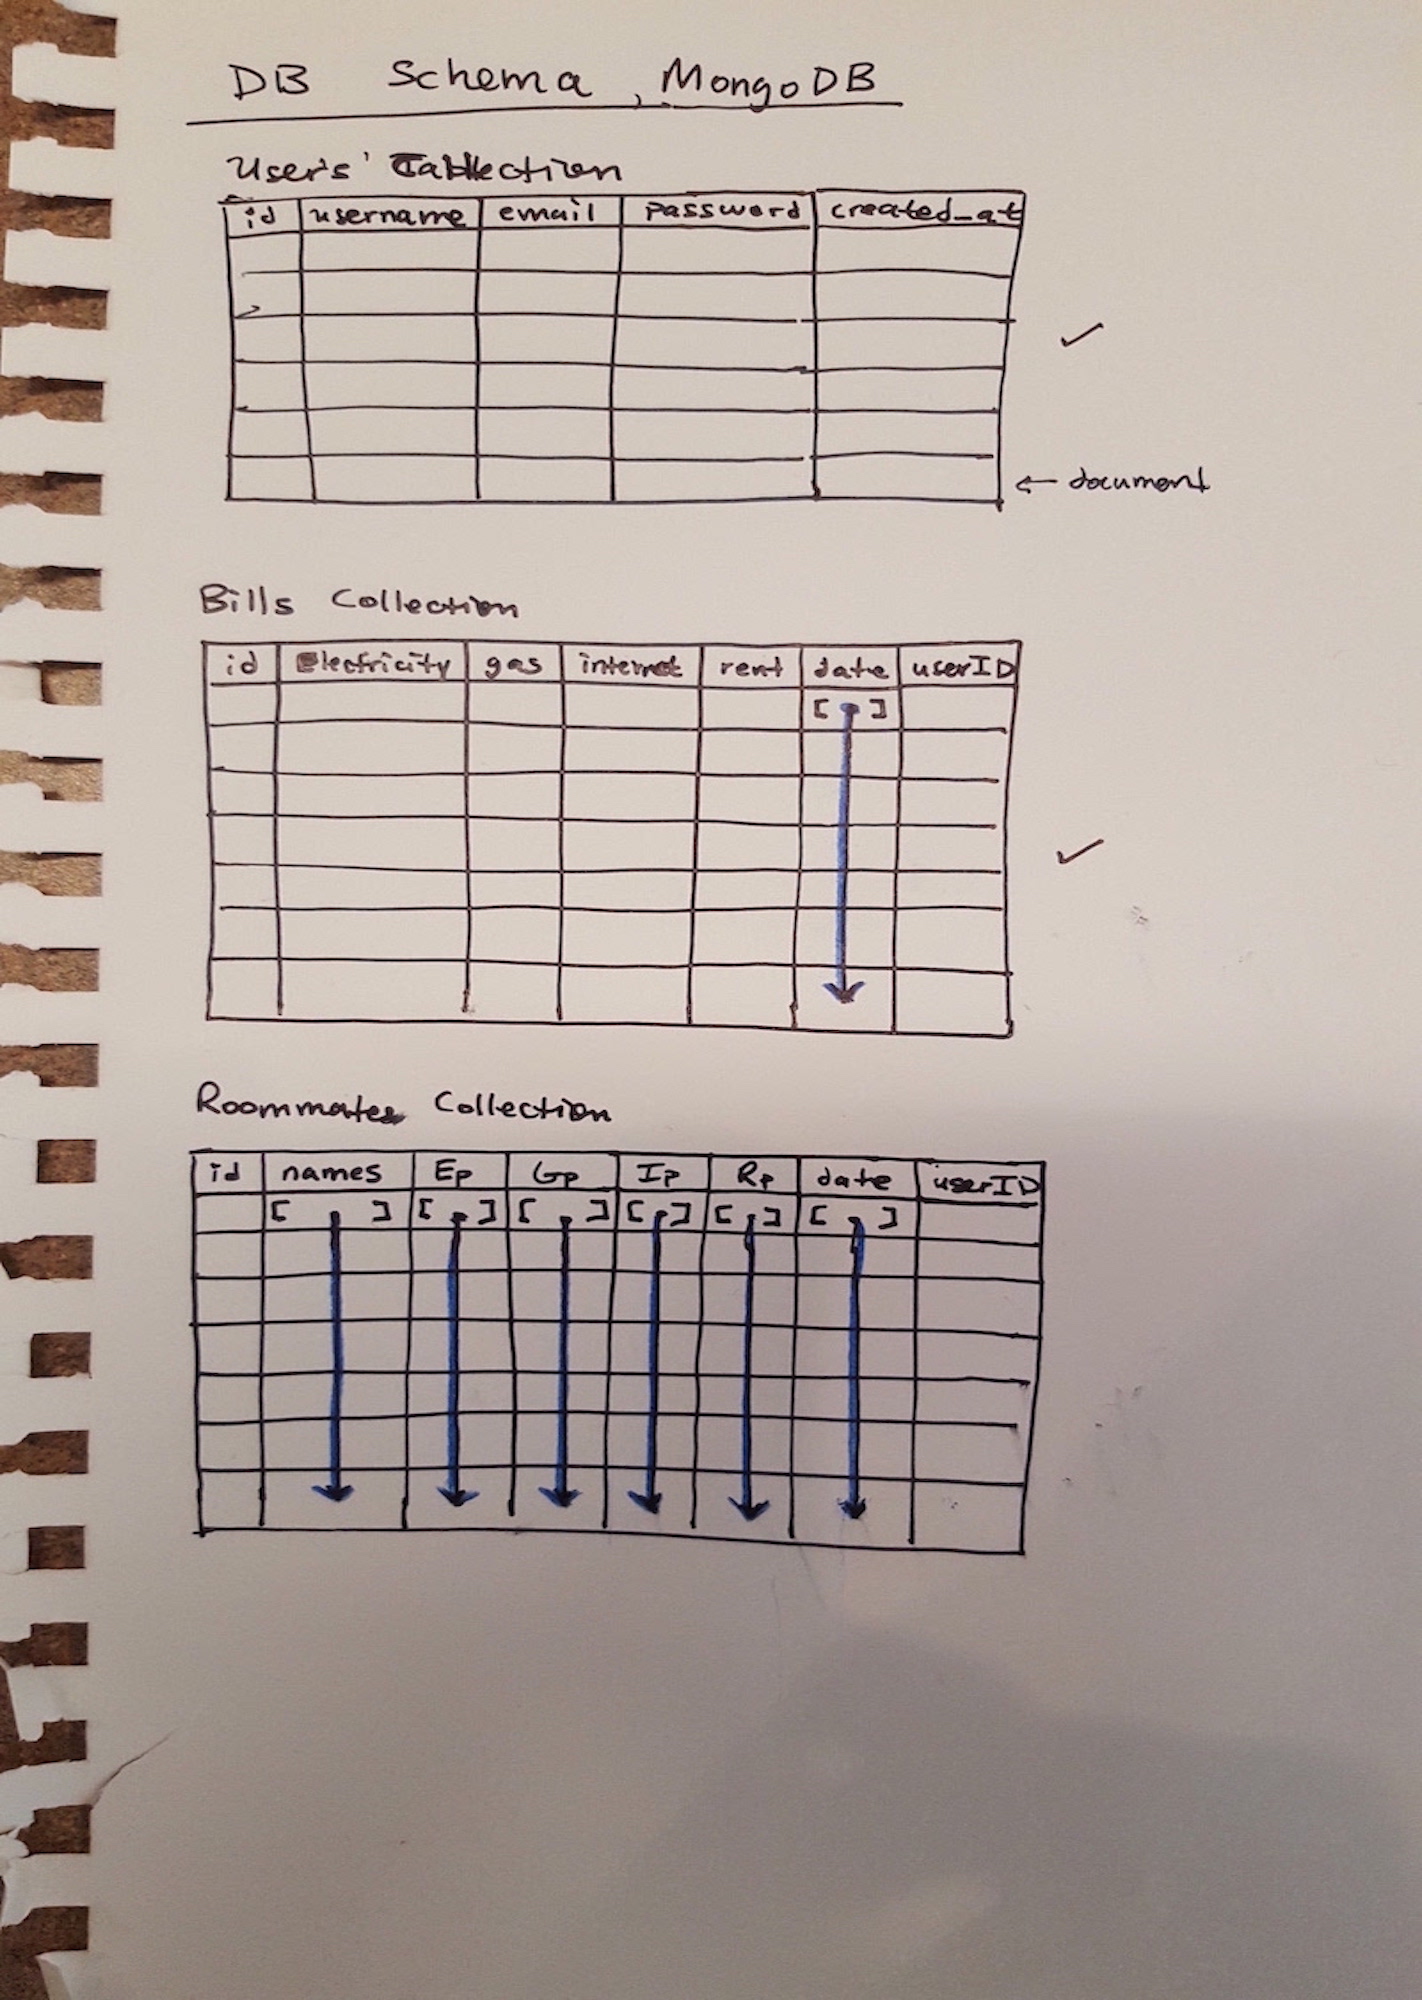 DB Schema, MongoDB
User's' Collection
id username email password created_at
← document
Bills Collection
id Electricity gas internet rent date userID
[ ]
Roommates Collection
id names Ep Gp Ip Rp date userID
[ ] [ ] [ ] [ ] [ ] [ ]